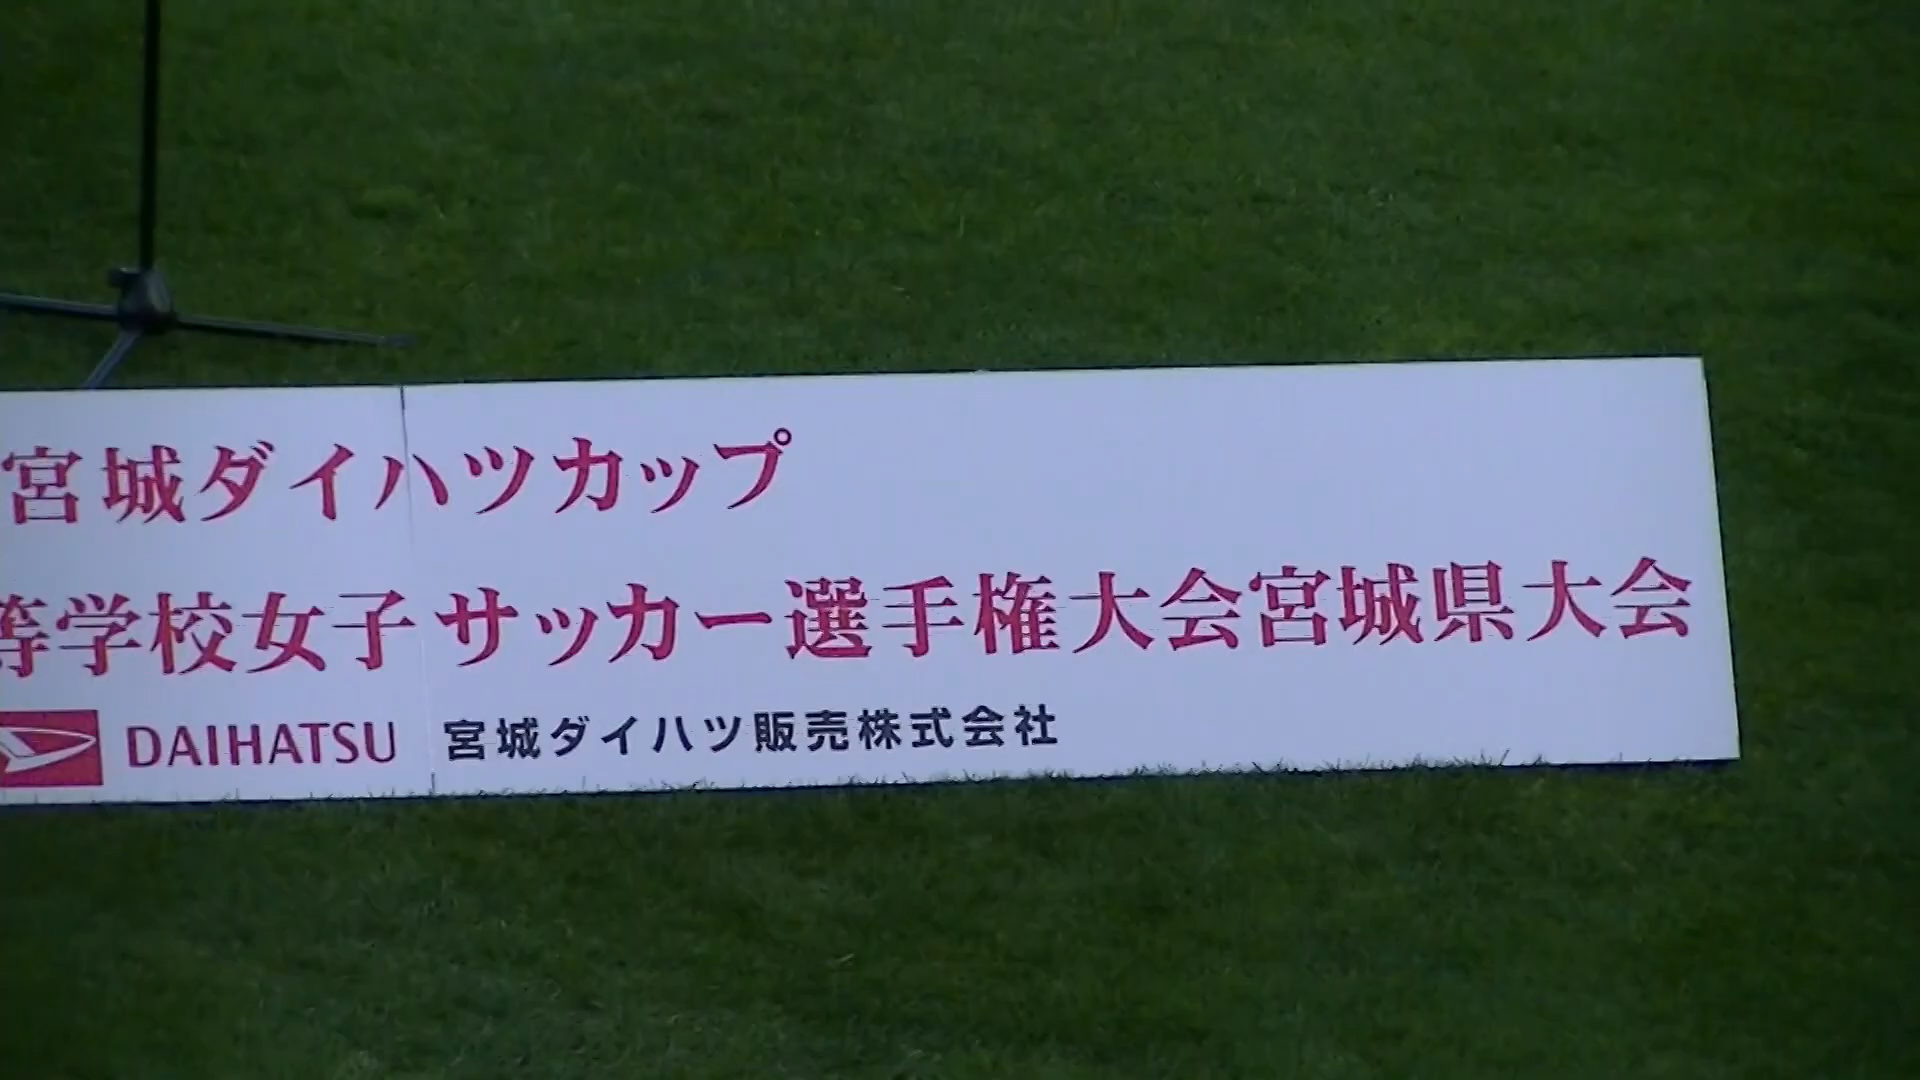 宮城ダイハツカップ
等学校女子サッカー選手権大会宮城県大会
DAIHATSU 宮城ダイハツ販売株式会社